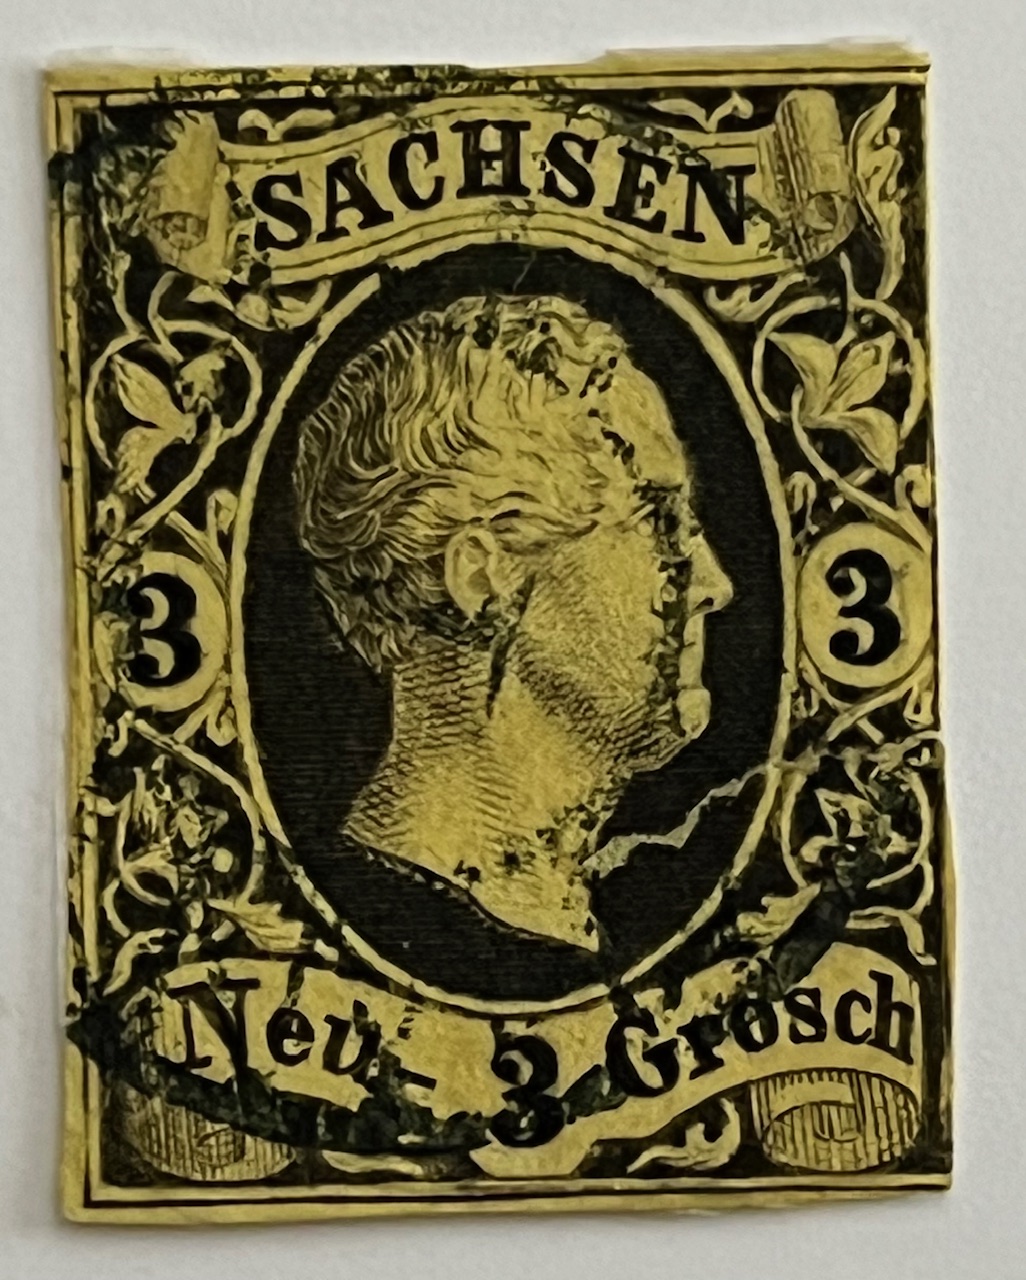 SACHSEN
3 3
Neu-3 Grosch